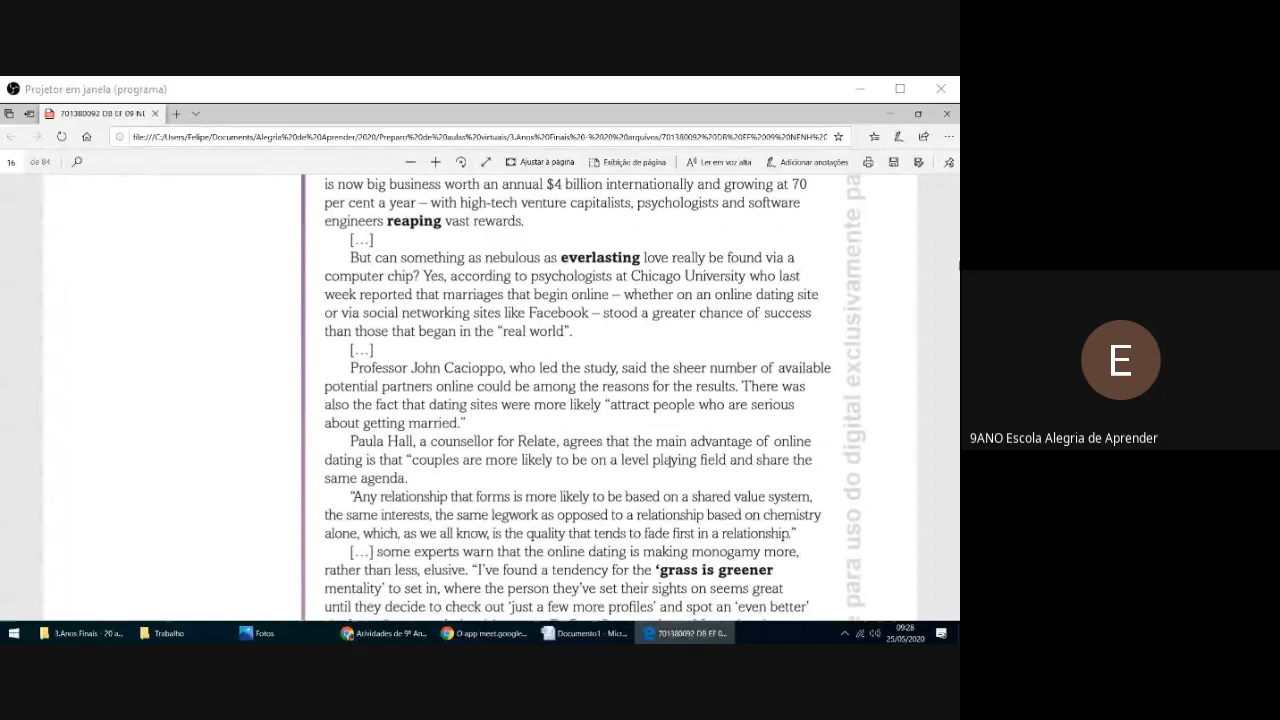 Projetor em janela (programa)
701380092 DB EF 09 INC
file:///C:/Users/Felipe/Documents/Alegria%20de%20Aprender/2020/Preparo%20de%20aulas%20virtuais/3.Anos%20Finais%20-%2020%20arquivos/701380092%20DB%20EF%2009%20NENH%2C
16 de 84
Ajustar à página
Exibição de página
Ler em voz alta
Adicionar anotações
is now big business worth an annual $4 billion internationally and growing at 70
per cent a year – with high-tech venture capitalists, psychologists and software
engineers reaping vast rewards.
[…]
But can something as nebulous as everlasting love really be found via a
computer chip? Yes, according to psychologists at Chicago University who last
week reported that marriages that begin online – whether on an online dating site
or via social networking sites like Facebook – stood a greater chance of success
than those that began in the “real world”.
[…]
Professor John Cacioppo, who led the study, said the sheer number of available
potential partners online could be among the reasons for the results. There was
also the fact that dating sites were more likely “attract people who are serious
about getting married.”
Paula Hall, a counsellor for Relate, agrees that the main advantage of online
dating is that “couples are more likely to be on a level playing field and share the
same agenda.
“Any relationship that forms is more likely to be based on a shared value system,
the same interests, the same legwork as opposed to a relationship based on chemistry
alone, which, as we all know, is the quality that tends to fade first in a relationship.”
[…] some experts warn that the online dating is making monogamy more,
rather than less, elusive. “I’ve found a tendency for the ‘grass is greener
mentality’ to set in, where the person they’ve set their sights on seems great
until they decide to check out ‘just a few more profiles’ and spot an ‘even better’
para uso do digital exclusivamente pa
E
9ANO Escola Alegria de Aprender
3.Anos Finais - 20 a...
Trabalho
Fotos
Atividades de 9º An...
O app meet.google...
Documento1 - Micr...
701380092 DB EF 0...
09:28
25/05/2020